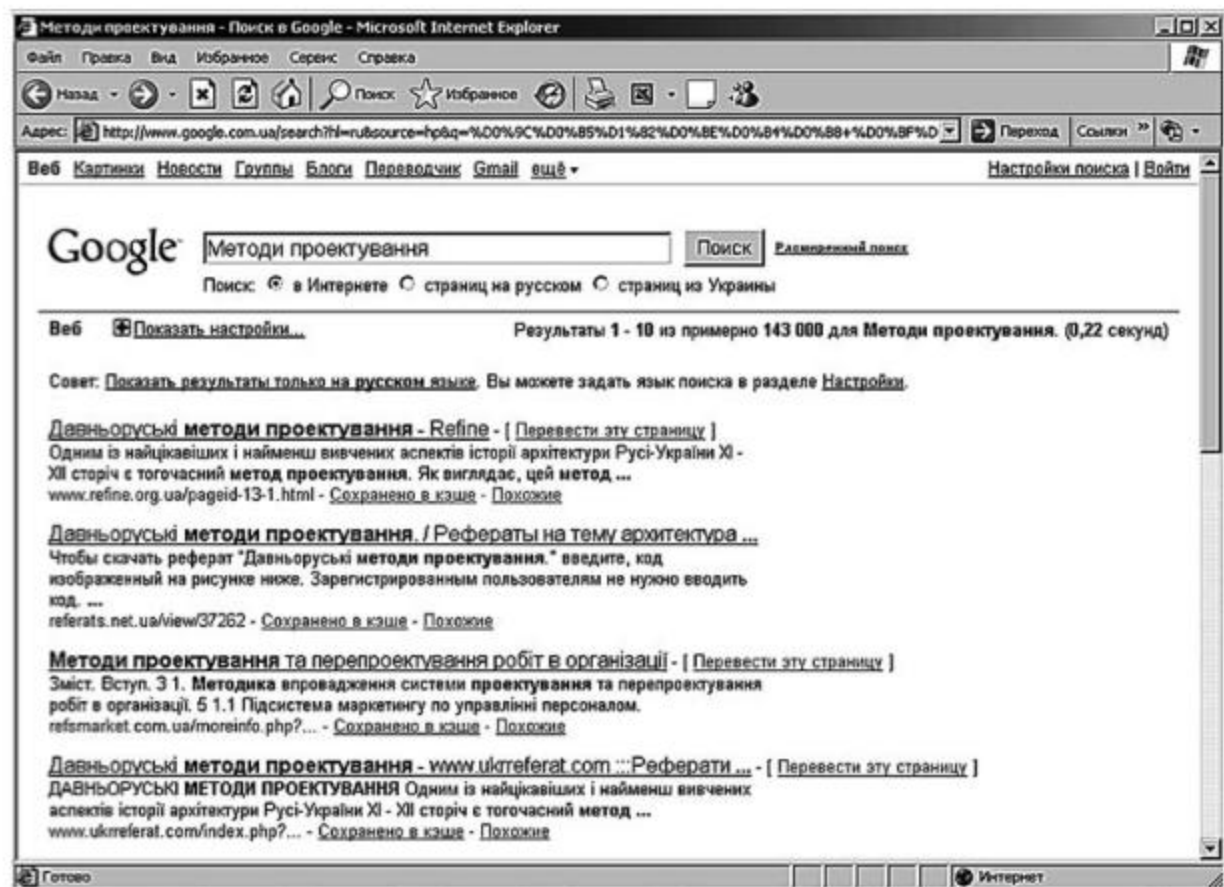 Методи проектування - Поиск в Google - Microsoft Internet Explorer
Файл Правка Вид Избранное Сервис Справка
Назад Поиск Избранное
Адрес: http://www.google.com.ua/search?hl=ru&source=hp&q=%D0%9C%D0%B5%D1%82%D0%BE%D0%B4%D0%B8+%D0%BF%D Переход Ссылки »
Веб Картинки Новости Группы Блоги Переводчик Gmail ещё ▾ Настройки поиска | Войти
Google Методи проектування Поиск Расширенный поиск
Поиск: в Интернете страниц на русском страниц из Украины
Веб Показать настройки... Результаты 1 - 10 из примерно 143 000 для Методи проектування. (0,22 секунд)
Совет: Показать результаты только на русском языке. Вы можете задать язык поиска в разделе Настройки.
Давньоруські методи проектування - Refine - [ Перевести эту страницу ]
Одним із найцікавіших і найменш вивчених аспектів історії архітектури Русі-України XI -
XII сторіч є тогочасний метод проектування. Як виглядає, цей метод ...
www.refine.org.ua/pageid-13-1.html - Сохранено в кэше - Похожие
Давньоруські методи проектування. / Рефераты на тему архитектура ...
Чтобы скачать реферат "Давньоруські методи проектування." введите, код
изображенный на рисунке ниже. Зарегистрированным пользователям не нужно вводить
код. ...
referats.net.ua/view/37262 - Сохранено в кэше - Похожие
Методи проектування та перепроектування робіт в організації - [ Перевести эту страницу ]
Зміст. Вступ. 3 1. Методика впровадження системи проектування та перепроектування
робіт в організації. 5 1.1 Підсистема маркетингу по управлінні персоналом.
refsmarket.com.ua/moreinfo.php?... - Сохранено в кэше - Похожие
Давньоруські методи проектування - www.ukrreferat.com :::Реферати ... - [ Перевести эту страницу ]
ДАВНЬОРУСЬКІ МЕТОДИ ПРОЕКТУВАННЯ Одним із найцікавіших і найменш вивчених
аспектів історії архітектури Русі-України XI - XII сторіч є тогочасний метод ...
www.ukrreferat.com/index.php?... - Сохранено в кэше - Похожие
Готово Интернет